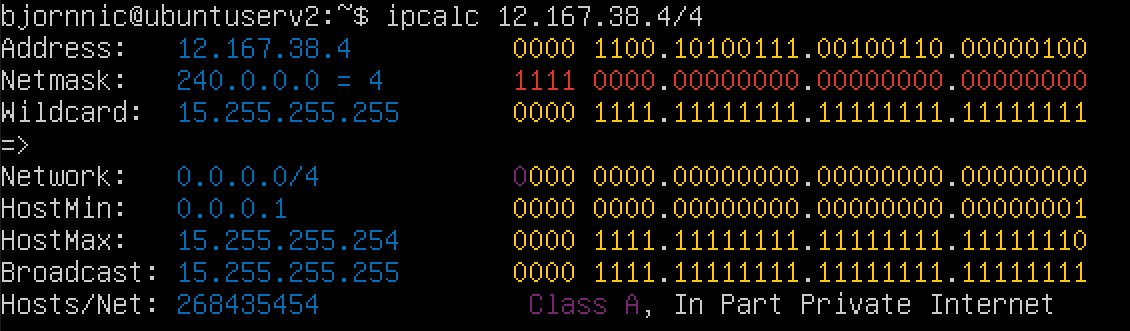 bjornnic@ubuntuserv2:~$ ipcalc 12.167.38.4/4
Address:   12.167.38.4          0000 1100.10100111.00100110.00000100
Netmask:   240.0.0.0 = 4        1111 0000.00000000.00000000.00000000
Wildcard:  15.255.255.255       0000 1111.11111111.11111111.11111111
=>
Network:   0.0.0.0/4            0000 0000.00000000.00000000.00000000
HostMin:   0.0.0.1              0000 0000.00000000.00000000.00000001
HostMax:   15.255.255.254       0000 1111.11111111.11111111.11111110
Broadcast: 15.255.255.255       0000 1111.11111111.11111111.11111111
Hosts/Net: 268435454             Class A, In Part Private Internet